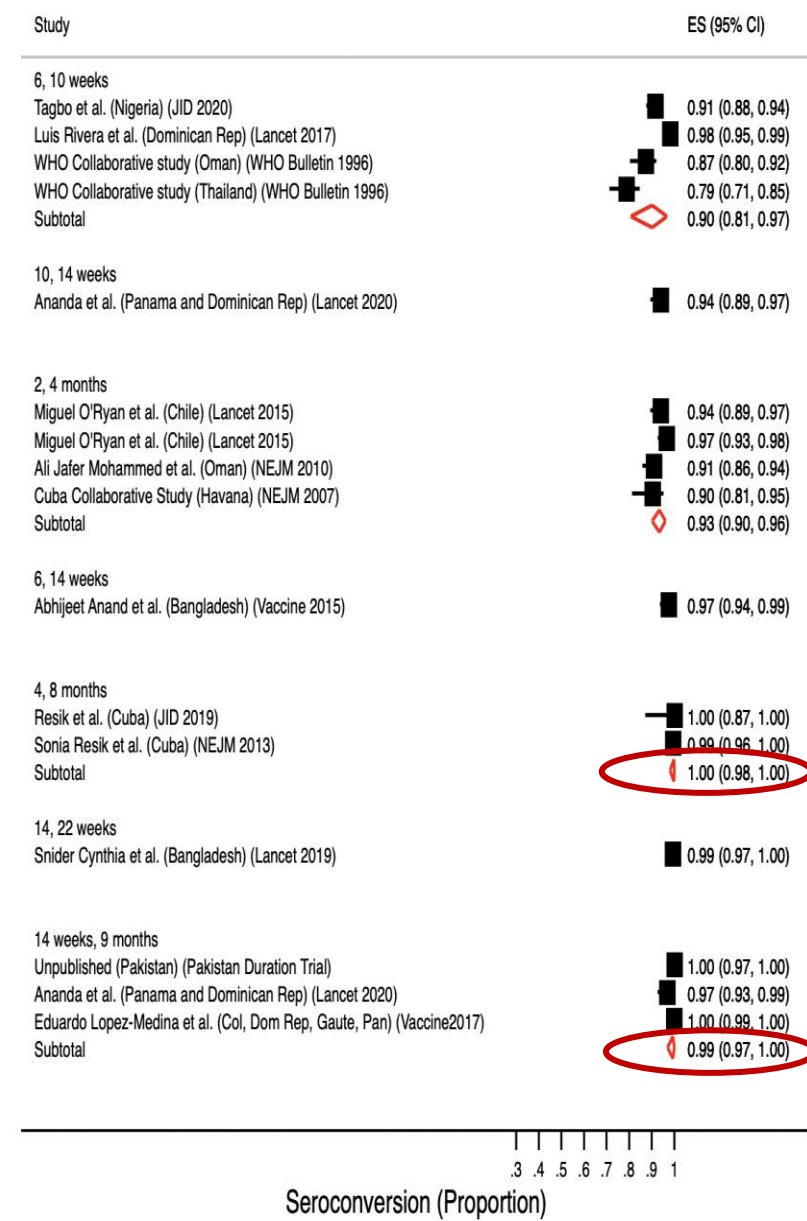 Study ES (95% CI)
6, 10 weeks
Tagbo et al. (Nigeria) (JID 2020) 0.91 (0.88, 0.94)
Luis Rivera et al. (Dominican Rep) (Lancet 2017) 0.98 (0.95, 0.99)
WHO Collaborative study (Oman) (WHO Bulletin 1996) 0.87 (0.80, 0.92)
WHO Collaborative study (Thailand) (WHO Bulletin 1996) 0.79 (0.71, 0.85)
Subtotal 0.90 (0.81, 0.97)
10, 14 weeks
Ananda et al. (Panama and Dominican Rep) (Lancet 2020) 0.94 (0.89, 0.97)
2, 4 months
Miguel O'Ryan et al. (Chile) (Lancet 2015) 0.94 (0.89, 0.97)
Miguel O'Ryan et al. (Chile) (Lancet 2015) 0.97 (0.93, 0.98)
Ali Jafer Mohammed et al. (Oman) (NEJM 2010) 0.91 (0.86, 0.94)
Cuba Collaborative Study (Havana) (NEJM 2007) 0.90 (0.81, 0.95)
Subtotal 0.93 (0.90, 0.96)
6, 14 weeks
Abhijeet Anand et al. (Bangladesh) (Vaccine 2015) 0.97 (0.94, 0.99)
4, 8 months
Resik et al. (Cuba) (JID 2019) 1.00 (0.87, 1.00)
Sonia Resik et al. (Cuba) (NEJM 2013) 0.99 (0.96, 1.00)
Subtotal 1.00 (0.98, 1.00)
14, 22 weeks
Snider Cynthia et al. (Bangladesh) (Lancet 2019) 0.99 (0.97, 1.00)
14 weeks, 9 months
Unpublished (Pakistan) (Pakistan Duration Trial) 1.00 (0.97, 1.00)
Ananda et al. (Panama and Dominican Rep) (Lancet 2020) 0.97 (0.93, 0.99)
Eduardo Lopez-Medina et al. (Col, Dom Rep, Gaute, Pan) (Vaccine2017) 1.00 (0.99, 1.00)
Subtotal 0.99 (0.97, 1.00)
.3 .4 .5 .6 .7 .8 .9 1
Seroconversion (Proportion)